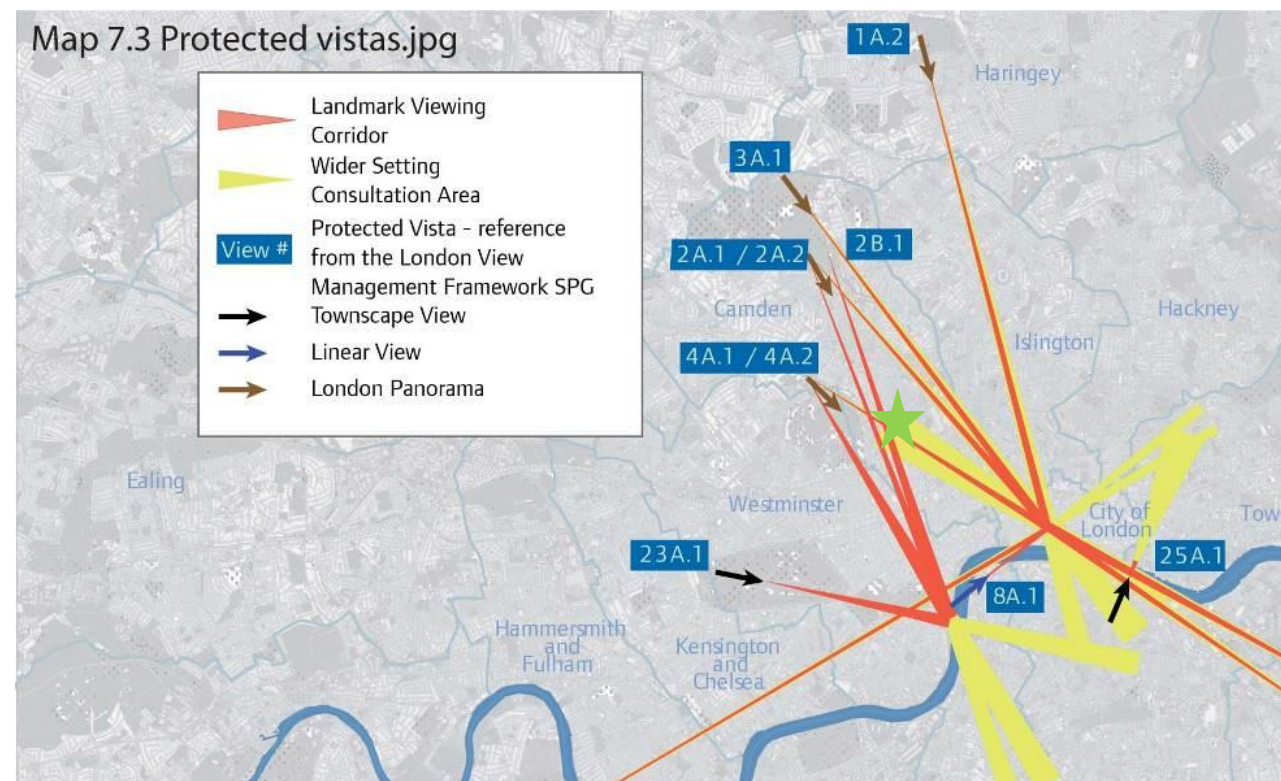 Map 7.3 Protected vistas.jpg
Landmark Viewing
Corridor
Wider Setting
Consultation Area
View #
Protected Vista - reference
from the London View
Management Framework SPG
Townscape View
Linear View
London Panorama
1A.2
Haringey
3A.1
2A.1 / 2A.2
2B.1
Camden
Hackney
Islington
4A.1 / 4A.2
Ealing
Westminster
City of
London
Tow
23A.1
25A.1
8A.1
Hammersmith
and
Fulham
Kensington
and
Chelsea